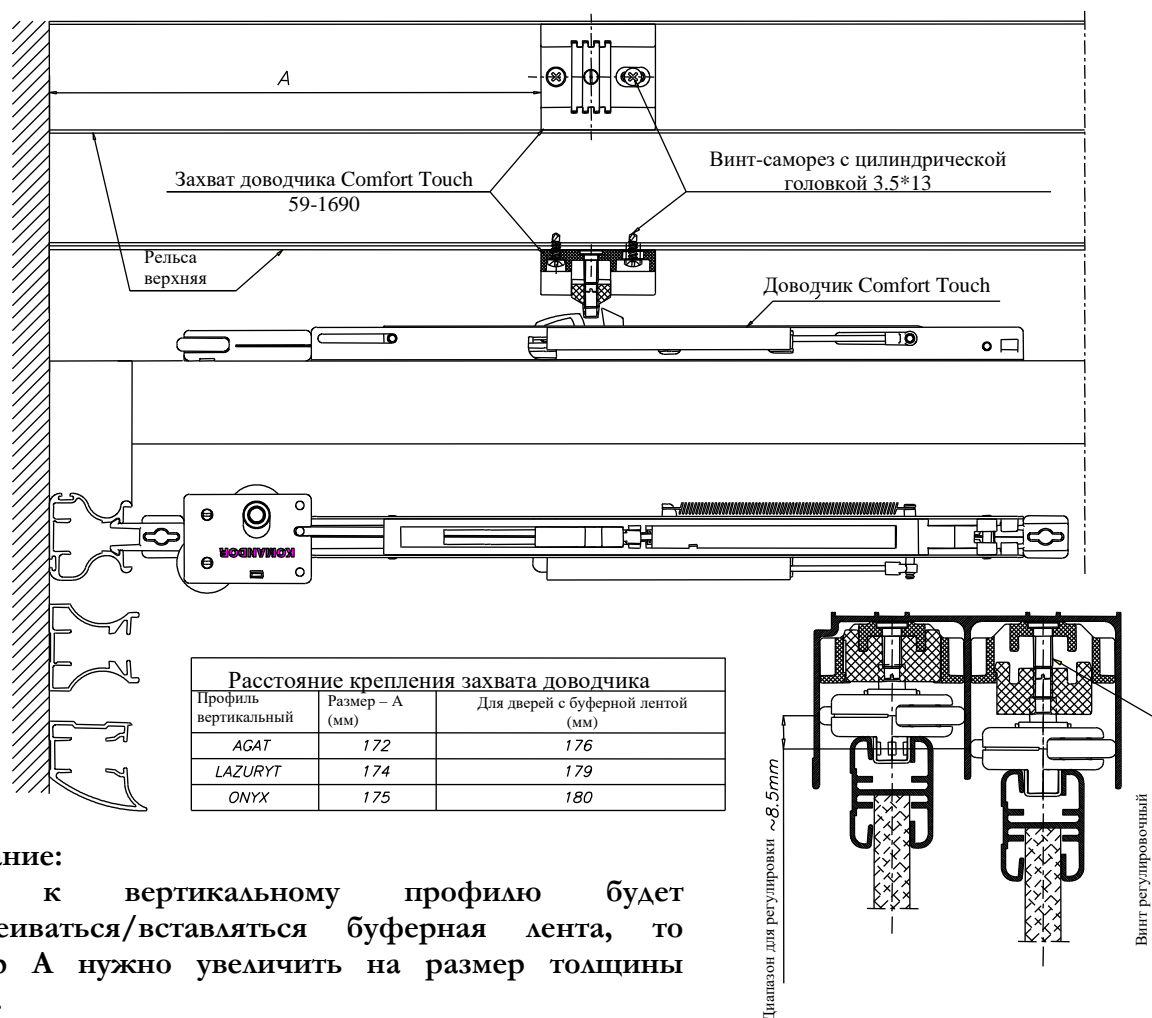 A
Захват доводчика Comfort Touch
59-1690
Винт-саморез с цилиндрической
головкой 3.5*13
Рельса
верхняя
Доводчик Comfort Touch
KOMANDOR
Расстояние крепления захвата доводчика
Профиль вертикальный Размер – А (мм) Для дверей с буферной лентой (мм)
AGAT 172 176
LAZURYT 174 179
ONYX 175 180
Диапазон для регулировки ~8.5mm
Винт регулировочный
к вертикальному профилю будет
/вставляться буферная лента, то
А нужно увеличить на размер толщины